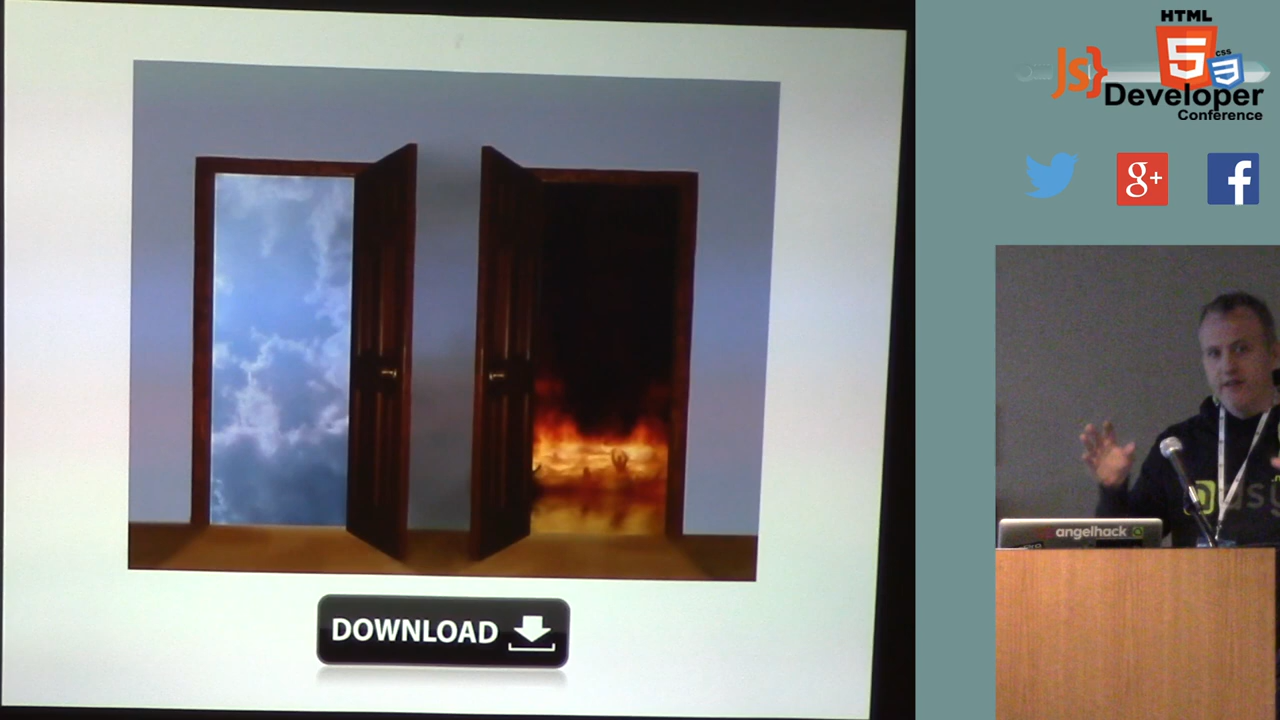 DOWNLOAD
HTML
5
css
3
JS}
Developer
Conference
g+
f
angelhack